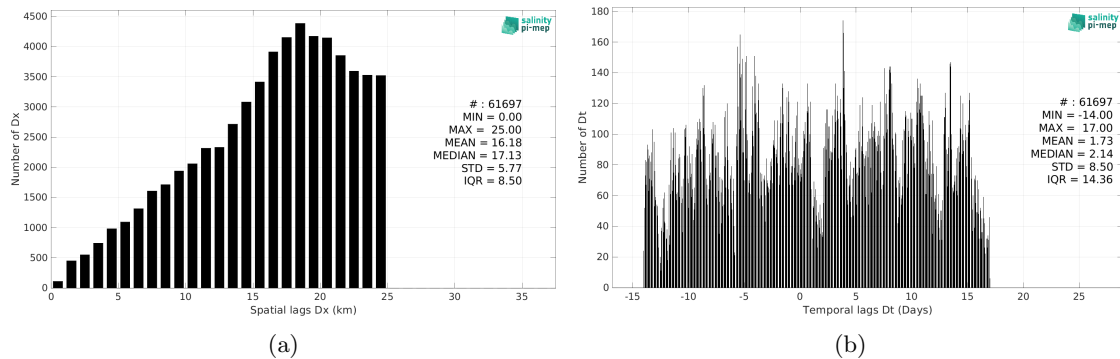 4500
4000
3500
3000
2500
2000
1500
1000
500
0
Number of Dx
0 5 10 15 20 25 30 35
Spatial lags Dx (km)
salinity
pi-mep
# : 61697
MIN = 0.00
MAX = 25.00
MEAN = 16.18
MEDIAN = 17.13
STD = 5.77
IQR = 8.50
(a)
180
160
140
120
100
80
60
40
20
0
Number of Dt
-15 -10 -5 0 5 10 15 20 25
Temporal lags Dt (Days)
salinity
pi-mep
# : 61697
MIN = -14.00
MAX = 17.00
MEAN = 1.73
MEDIAN = 2.14
STD = 8.50
IQR = 14.36
(b)